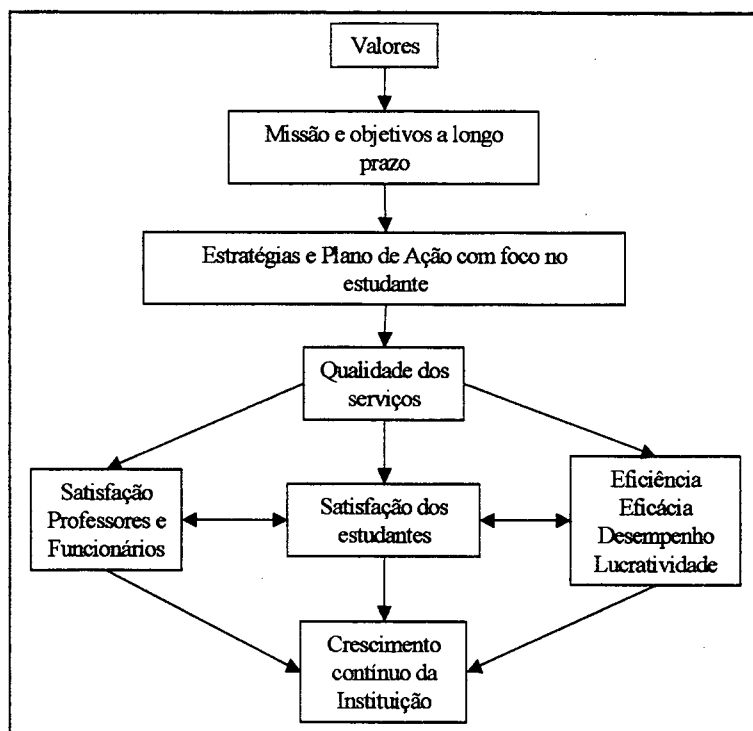 Valores
Missão e objetivos a longo
prazo
Estratégias e Plano de Ação com foco no
estudante
Qualidade dos
serviços
Satisfação
Professores e
Funcionários
Satisfação dos
estudantes
Eficiência
Eficácia
Desempenho
Lucratividade
Crescimento
contínuo da
Instituição